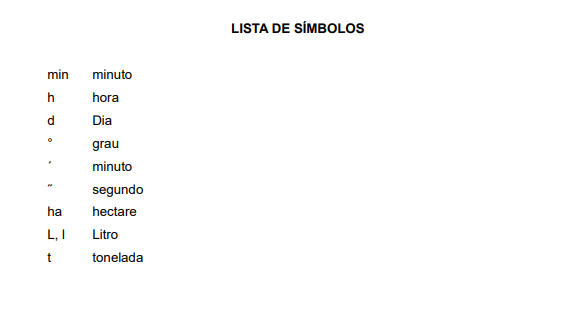 LISTA DE SÍMBOLOS
min minuto
h hora
d Dia
° grau
´ minuto
˝ segundo
ha hectare
L, l Litro
t tonelada